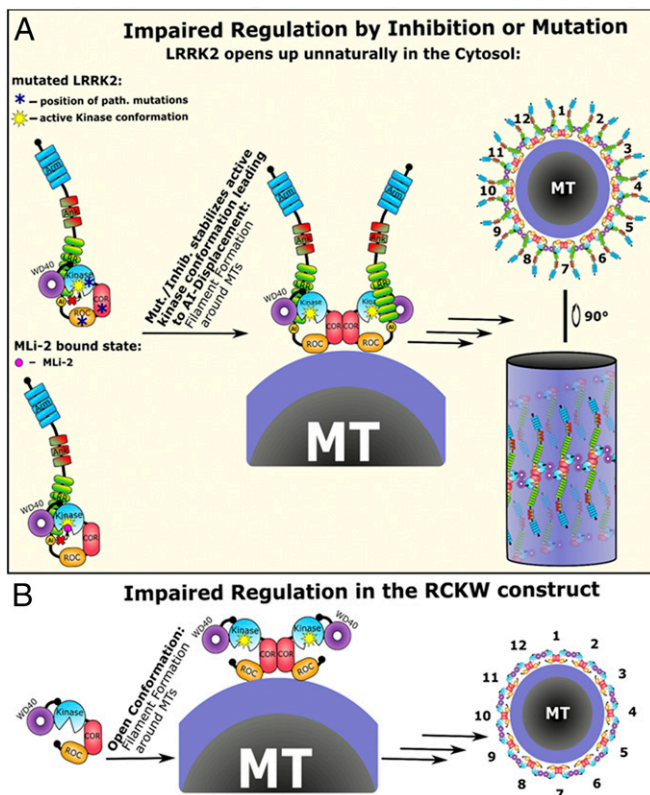 A
Impaired Regulation by Inhibition or Mutation
LRRK2 opens up unnaturally in the Cytosol:
mutated LRRK2:
* – position of path. mutations
– active Kinase conformation
Arm
Ank
WD40
Kinase
COR
AI
ROC
Mut./Inhib. stabilizes active
kinase conformation leading
to AI-Displacement:
Filament Formation
around MTs
Arm
Arm
Ank
Ank
WD40
Kinase
WD40
AI
COR
COR
AI
ROC
ROC
MT
1
2
3
4
5
6
7
8
9
10
11
12
MT
90°
MLi-2 bound state:
– MLi-2
Arm
Ank
WD40
Kinase
AI
COR
ROC
B
Impaired Regulation in the RCKW construct
WD40
Kinase
COR
ROC
Open Conformation:
Filament Formation
around MTs
WD40
Kinase
Kinase
WD40
COR
COR
ROC
ROC
MT
1
2
3
4
5
6
7
8
9
10
11
12
MT